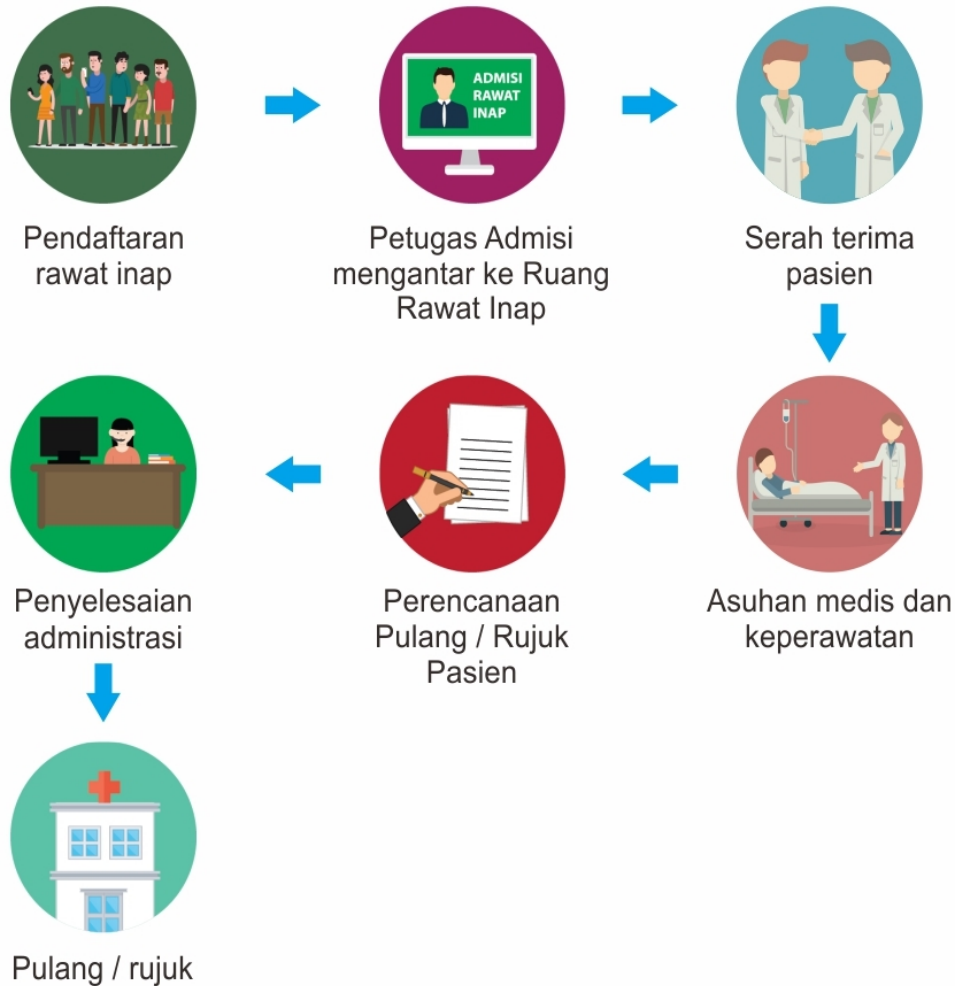 ADMISI
RAWAT
INAP
Pendaftaran
rawat inap
Petugas Admisi
mengantar ke Ruang
Rawat Inap
Serah terima
pasien
Asuhan medis dan
keperawatan
Perencanaan
Pulang / Rujuk
Pasien
Penyelesaian
administrasi
Pulang / rujuk